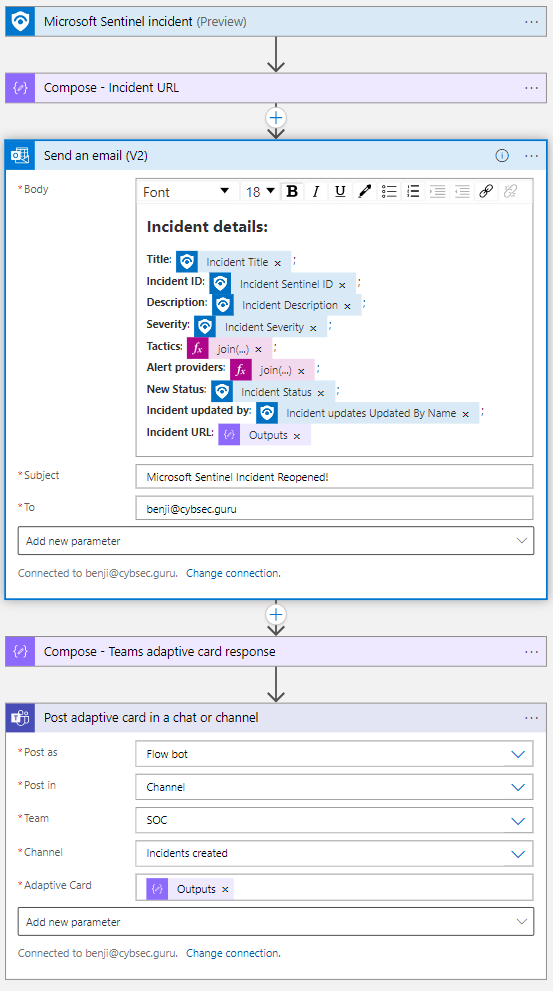 Microsoft Sentinel incident (Preview) ...
Compose - Incident URL ...
Send an email (V2) ...
* Body
Font 18 B I U
Incident details:
Title: Incident Title × ;
Incident ID: Incident Sentinel ID × ;
Description: Incident Description × ;
Severity: Incident Severity × ;
Tactics: fx join(...) × ;
Alert providers: fx join(...) × ;
New Status: Incident Status × ;
Incident updated by: Incident updates Updated By Name × ;
Incident URL: Outputs ×
* Subject Microsoft Sentinel Incident Reopened!
* To benji@cybsec.guru
Add new parameter
Connected to benji@cybsec.guru. Change connection.
Compose - Teams adaptive card response ...
Post adaptive card in a chat or channel ...
* Post as Flow bot
* Post in Channel
* Team SOC
* Channel Incidents created
* Adaptive Card Outputs ×
Add new parameter
Connected to benji@cybsec.guru. Change connection.